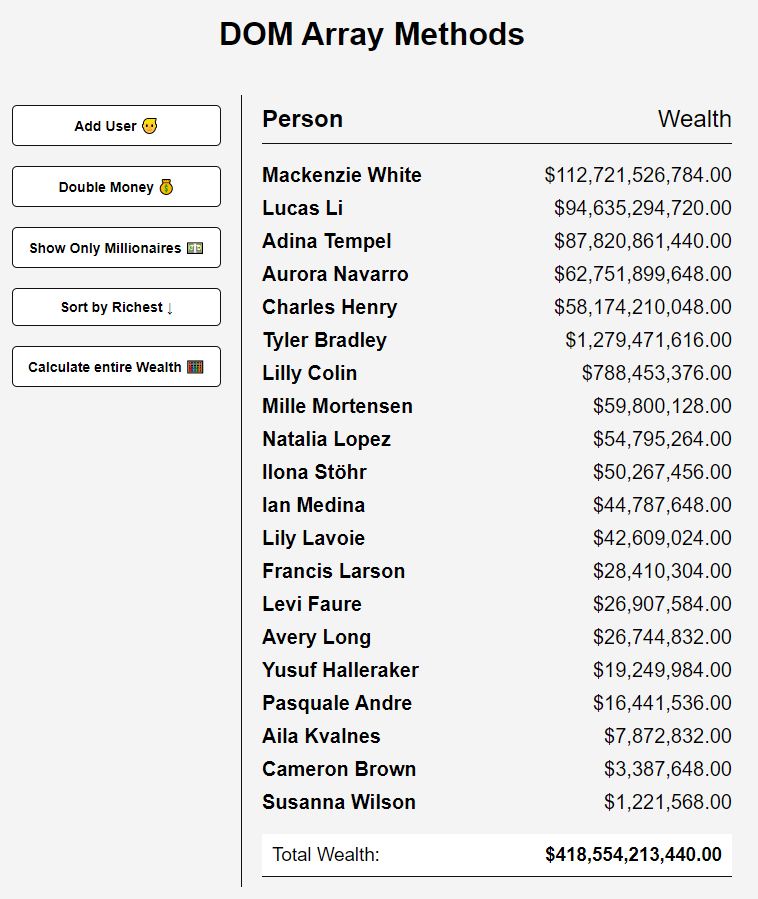 DOM Array Methods
Add User 👱
Double Money 💰
Show Only Millionaires 💵
Sort by Richest ↓
Calculate entire Wealth 🧮
Person Wealth
Mackenzie White $112,721,526,784.00
Lucas Li $94,635,294,720.00
Adina Tempel $87,820,861,440.00
Aurora Navarro $62,751,899,648.00
Charles Henry $58,174,210,048.00
Tyler Bradley $1,279,471,616.00
Lilly Colin $788,453,376.00
Mille Mortensen $59,800,128.00
Natalia Lopez $54,795,264.00
Ilona Stöhr $50,267,456.00
Ian Medina $44,787,648.00
Lily Lavoie $42,609,024.00
Francis Larson $28,410,304.00
Levi Faure $26,907,584.00
Avery Long $26,744,832.00
Yusuf Halleraker $19,249,984.00
Pasquale Andre $16,441,536.00
Aila Kvalnes $7,872,832.00
Cameron Brown $3,387,648.00
Susanna Wilson $1,221,568.00
Total Wealth: $418,554,213,440.00